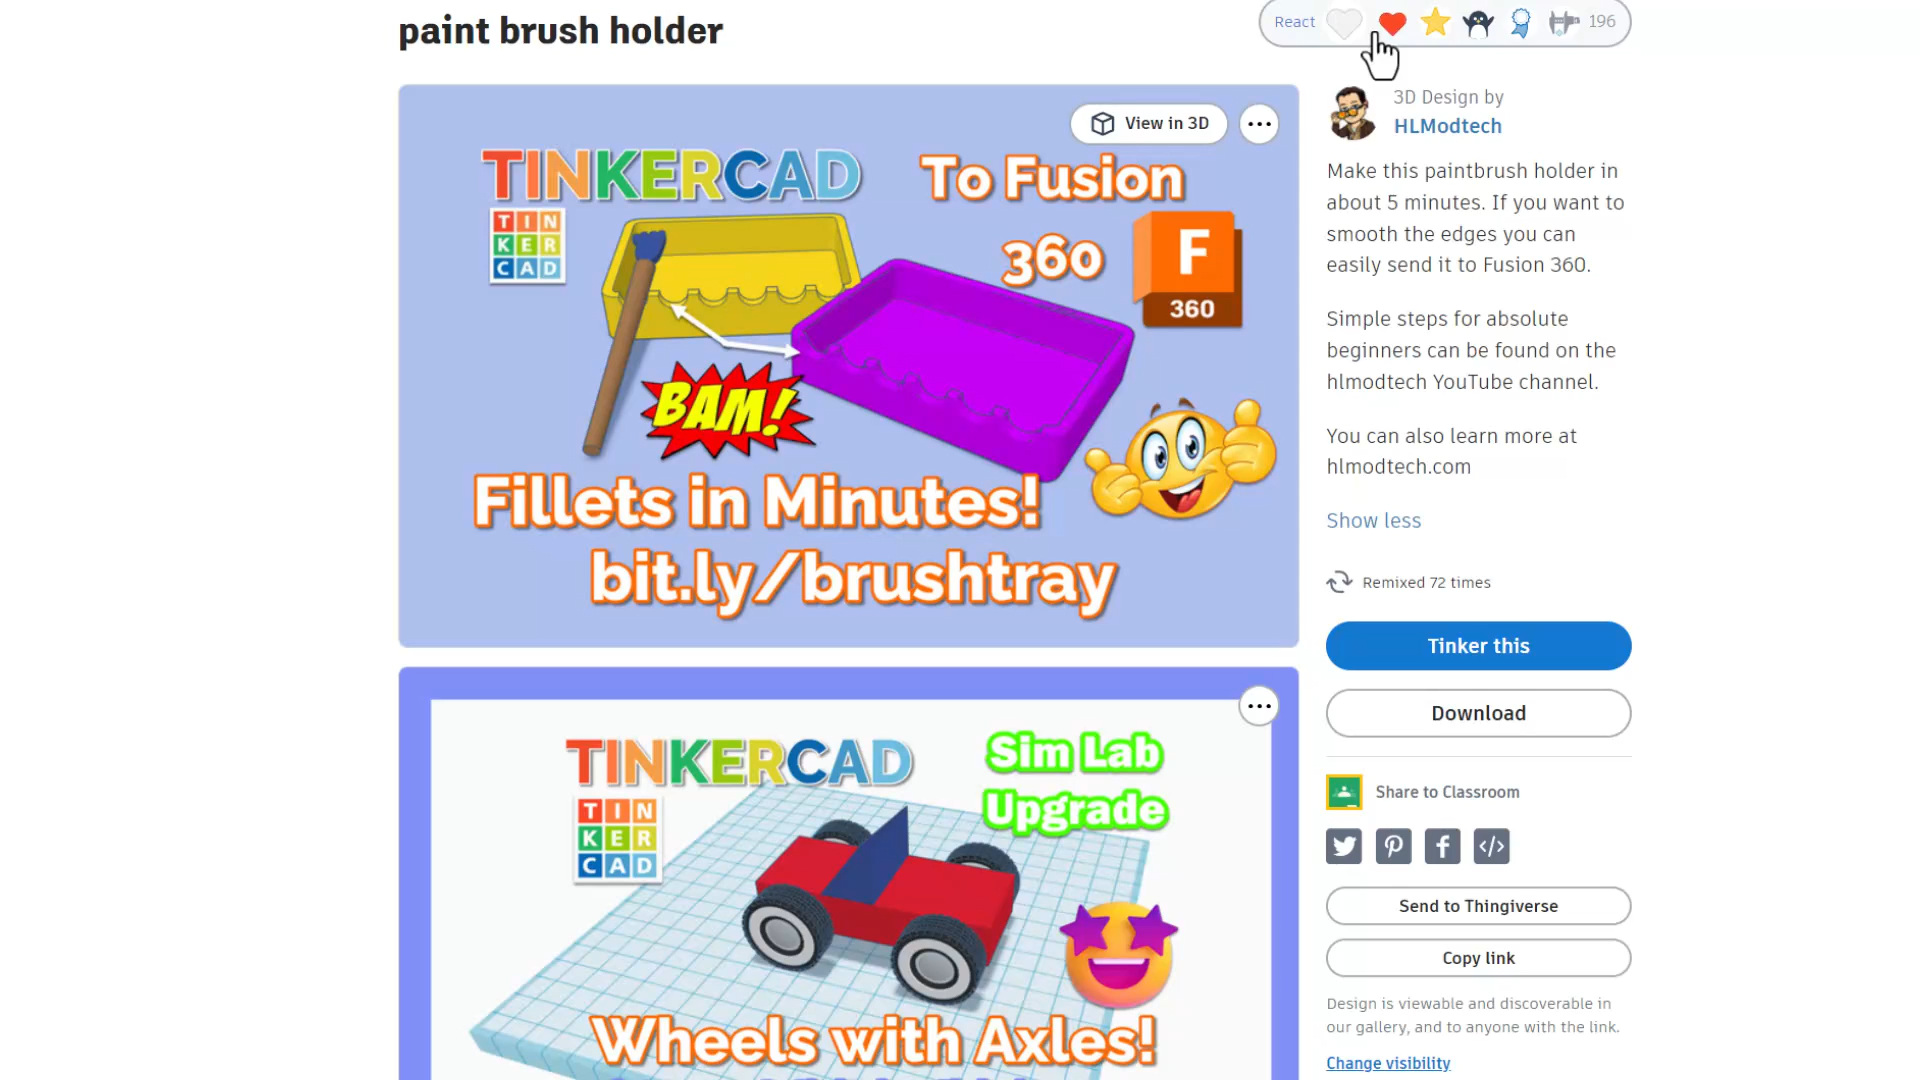 paint brush holder
React
196
View in 3D
TINKERCAD
To Fusion
360
TIN
KER
CAD
F
360
BAM!
Fillets in Minutes!
bit.ly/brushtray
3D Design by
HLModtech
Make this paintbrush holder in
about 5 minutes. If you want to
smooth the edges you can
easily send it to Fusion 360.
Simple steps for absolute
beginners can be found on the
hlmodtech YouTube channel.
You can also learn more at
hlmodtech.com
Show less
Remixed 72 times
Tinker this
Download
Share to Classroom
Send to Thingiverse
Copy link
Design is viewable and discoverable in
our gallery, and to anyone with the link.
Change visibility
TINKERCAD
Sim Lab
Upgrade
TIN
KER
CAD
Wheels with Axles!